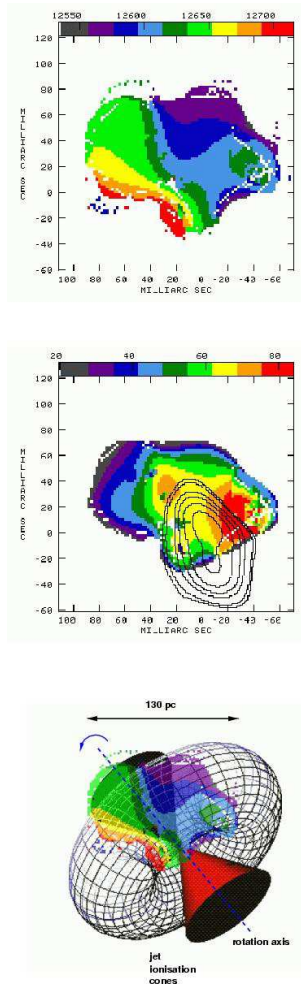 12550 12600 12650 12700
120
100
80
60
40
20
0
-20
-40
-60
MILLIARC SEC
100 80 60 40 20 0 -20 -40 -60
MILLIARC SEC
20 40 60 80
120
100
80
60
40
20
0
-20
-40
-60
MILLIARC SEC
100 80 60 40 20 0 -20 -40 -60
MILLIARC SEC
130 pc
rotation axis
jet
ionisation
cones